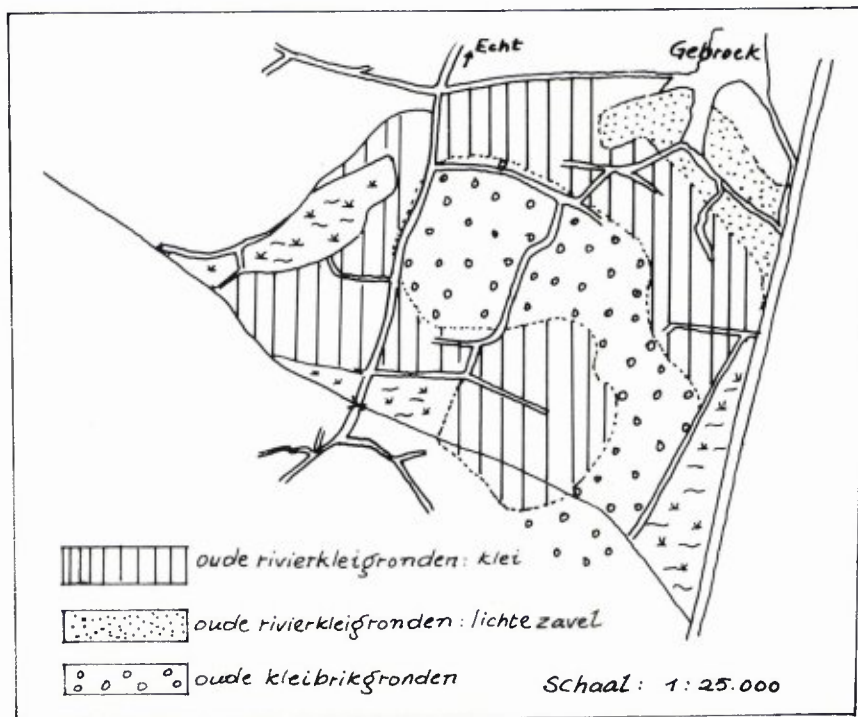 Echt
Gebroek
oude rivierkleigronden: klei
oude rivierkleigronden: lichte zavel
oude kleibrikgronden
Schaal: 1:25.000